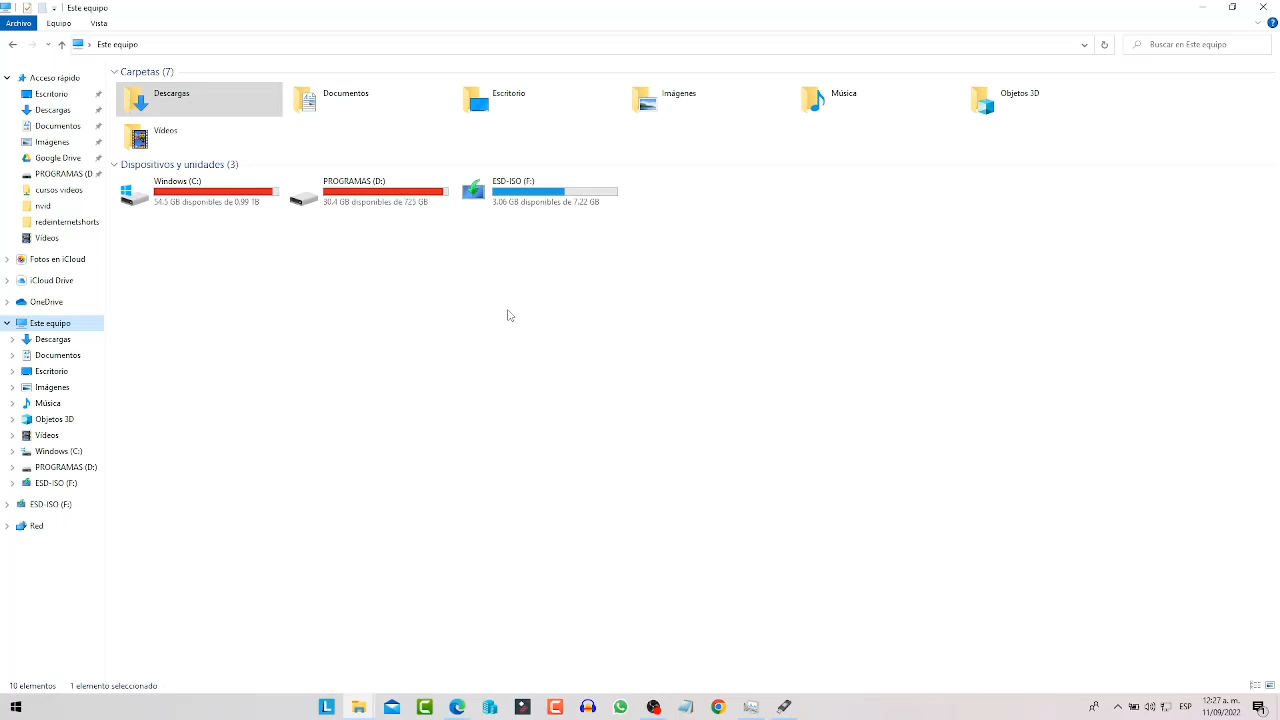 Este equipo
Archivo Equipo Vista
Este equipo
Buscar en Este equipo
Acceso rápido
Escritorio
Descargas
Documentos
Imágenes
Google Drive
PROGRAMAS (D
cursos videos
nvid
redeinternetshorts
Vídeos
Fotos en iCloud
iCloud Drive
OneDrive
Este equipo
Descargas
Documentos
Escritorio
Imágenes
Música
Objetos 3D
Vídeos
Windows (C:)
PROGRAMAS (D:)
ESD-ISO (F:)
ESD-ISO (F:)
Red
Carpetas (7)
Descargas
Documentos
Escritorio
Imágenes
Música
Objetos 3D
Vídeos
Dispositivos y unidades (3)
Windows (C:)
54.5 GB disponibles de 0.99 TB
PROGRAMAS (D:)
30.4 GB disponibles de 725 GB
ESD-ISO (F:)
3.06 GB disponibles de 7.22 GB
10 elementos 1 elemento seleccionado
ESP
12:27 a. m.
11/09/2022